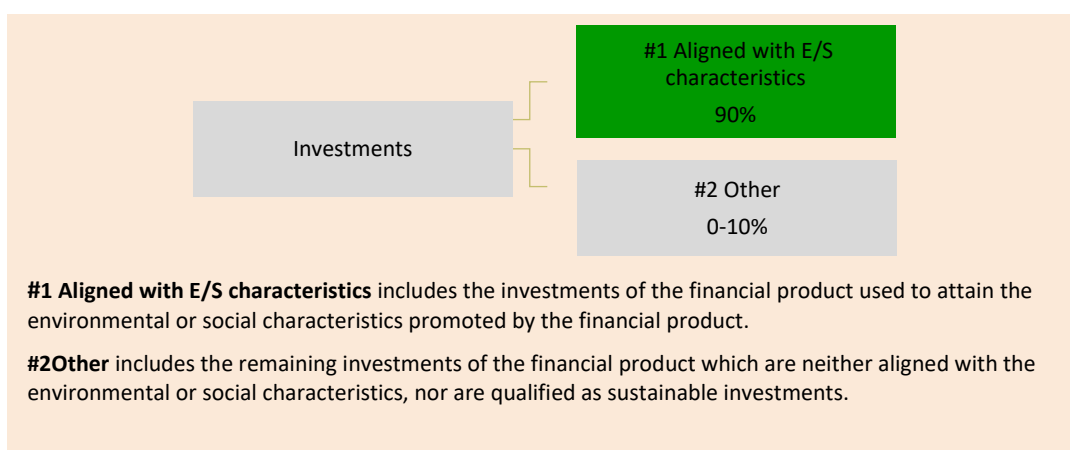 #1 Aligned with E/S
characteristics
90%
Investments
#2 Other
0-10%
#1 Aligned with E/S characteristics includes the investments of the financial product used to attain the
environmental or social characteristics promoted by the financial product.
#2Other includes the remaining investments of the financial product which are neither aligned with the
environmental or social characteristics, nor are qualified as sustainable investments.